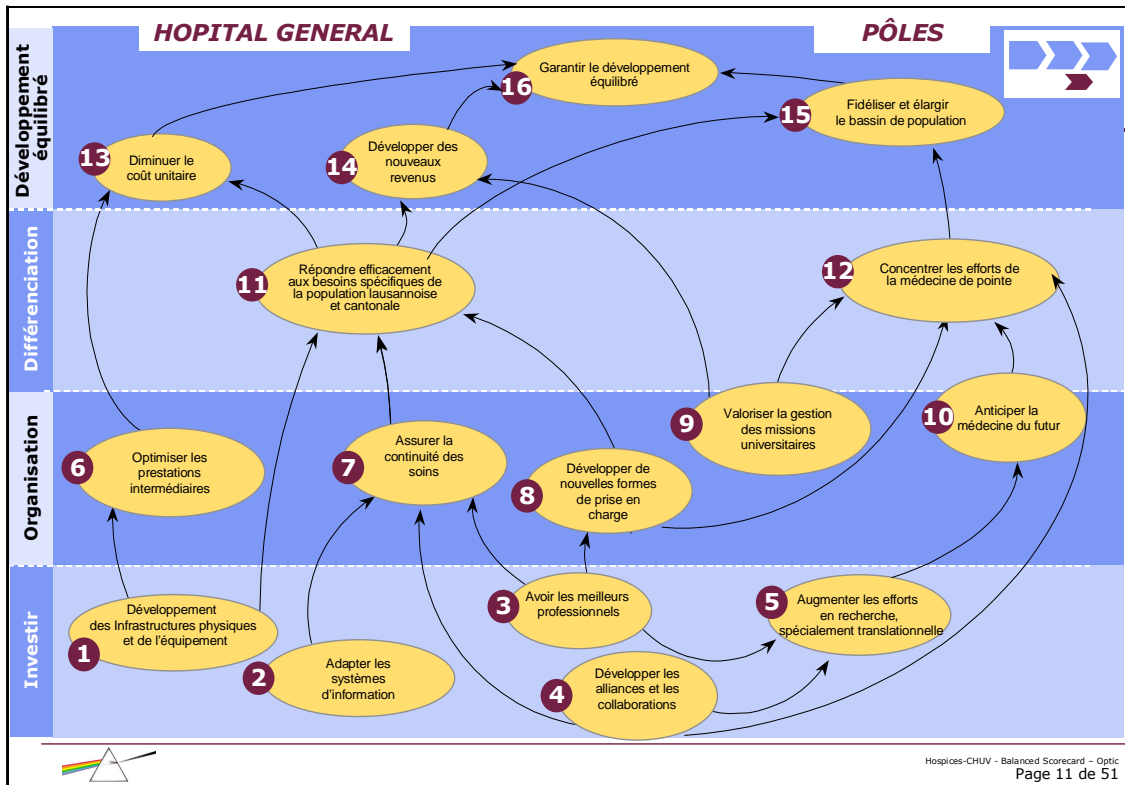 HOPITAL GENERAL
PÔLES
Développement
équilibré
Différenciation
Organisation
Investir
16
Garantir le développement
équilibré
15
Fidéliser et élargir
le bassin de population
13
Diminuer le
coût unitaire
14
Développer des
nouveaux
revenus
11
Répondre efficacement
aux besoins spécifiques de
la population lausannoise
et cantonale
12
Concentrer les efforts de
la médecine de pointe
6
Optimiser les
prestations
intermédiaires
7
Assurer la
continuité des
soins
8
Développer de
nouvelles formes
de prise en
charge
9
Valoriser la gestion
des missions
universitaires
10
Anticiper la
médecine du futur
1
Développement
des Infrastructures physiques
et de l'équipement
2
Adapter les
systèmes
d'information
3
Avoir les meilleurs
professionnels
4
Développer les
alliances et les
collaborations
5
Augmenter les efforts
en recherche,
spécialement translationnelle
Hospices-CHUV - Balanced Scorecard – Optic
Page 11 de 51